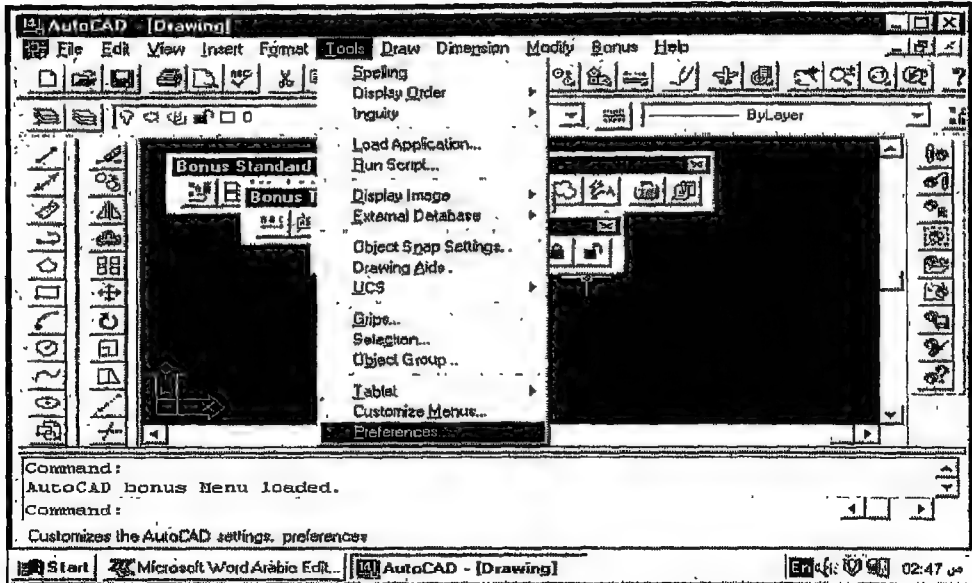 AutoCAD - [Drawing]
File Edit View Insert Format Tools Draw Dimension Modify Bonus Help
Spelling
Display Order
Inquiry
0
ByLayer
Load Application...
Run Script...
Bonus Standard
Display Image
External Database
Bonus T
Object Snap Settings..
Drawing Aids.
UCS
Grips...
Selection...
Object Group..
Tablet
Customize Menus...
Preferences...
Command:
AutoCAD bonus Menu loaded.
Command:
Customizes the AutoCAD settings, preferences
Start Microsoft Word Arabic Edit... AutoCAD - [Drawing] En 02:47 ص